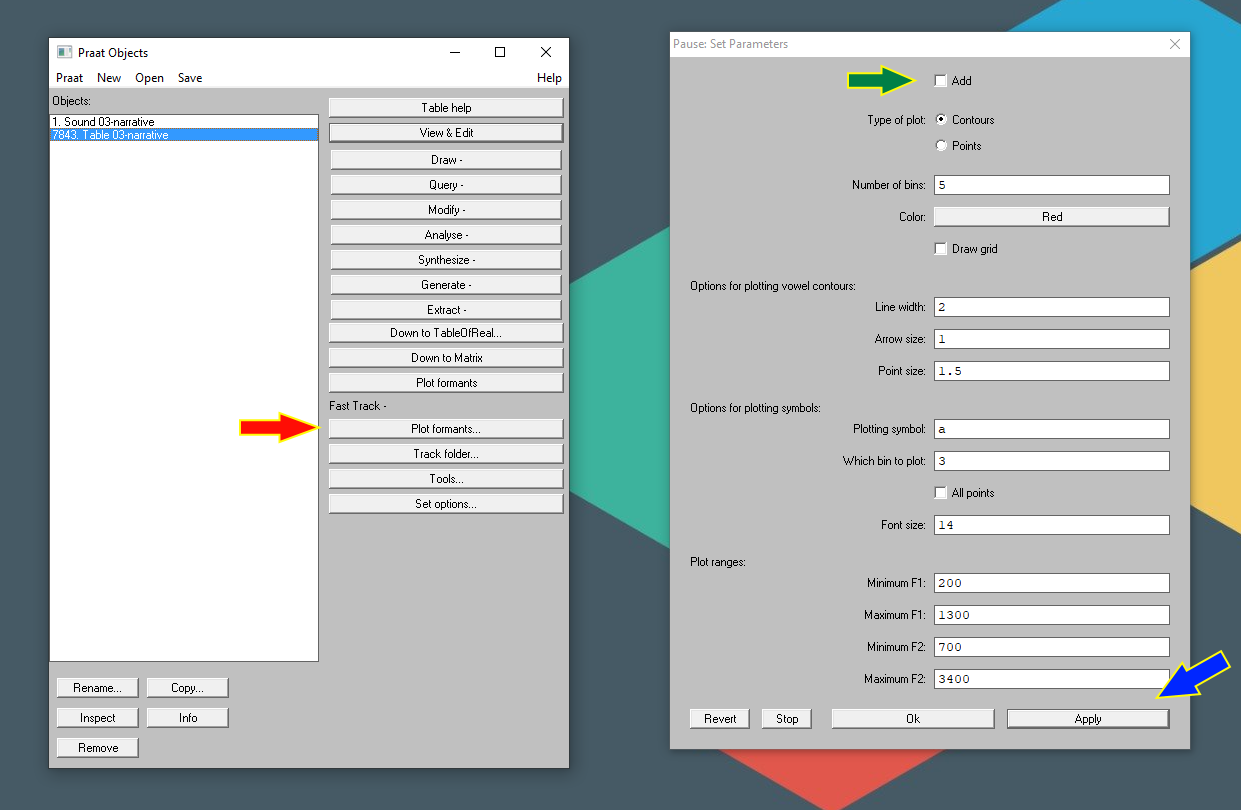 Praat Objects
Praat New Open Save Help
Objects:
1. Sound 03-narrative
7843. Table 03-narrative
Table help
View & Edit
Draw -
Query -
Modify -
Analyse -
Synthesize -
Generate -
Extract -
Down to TableOfReal...
Down to Matrix
Plot formants
Fast Track -
Plot formants...
Track folder...
Tools...
Set options...
Rename... Copy...
Inspect Info
Remove
Pause: Set Parameters
Add
Type of plot: Contours
Points
Number of bins: 5
Color: Red
Draw grid
Options for plotting vowel contours:
Line width: 2
Arrow size: 1
Point size: 1.5
Options for plotting symbols:
Plotting symbol: a
Which bin to plot: 3
All points
Font size: 14
Plot ranges:
Minimum F1: 200
Maximum F1: 1300
Minimum F2: 700
Maximum F2: 3400
Revert Stop Ok Apply